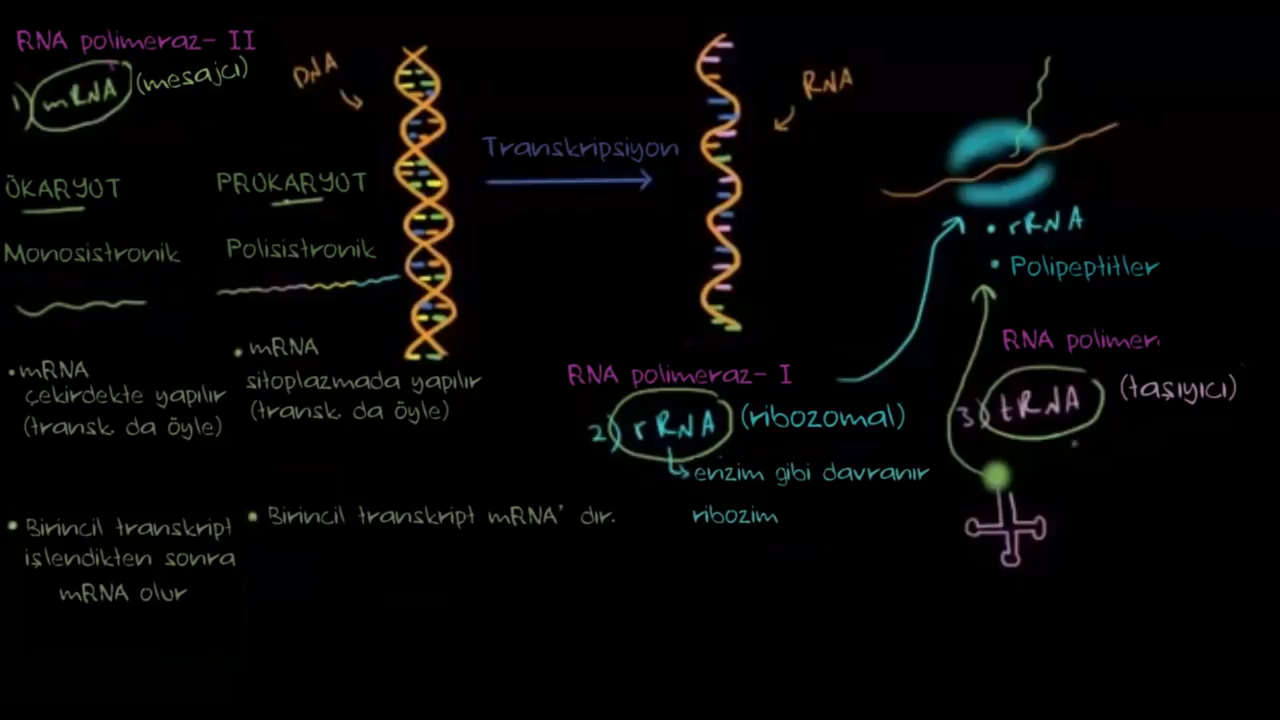 RNA polimeraz- II
1) mRNA (mesajcı)
ÖKARYOT
PROKARYOT
Monosistronik
Polisistronik
•mRNA
çekirdekte yapılır
(transk. da öyle)
•mRNA
sitoplazmada yapılır
(transk. da öyle)
• Birincil transkript
işlendikten sonra
mRNA olur
• Birincil transkript mRNA' dır.
DNA
Transkripsiyon
RNA
RNA polimeraz- I
2) rRNA (ribozomal)
enzim gibi davranır
ribozim
• rRNA
• Polipeptitler
RNA polimer
3) tRNA (taşıyıcı)